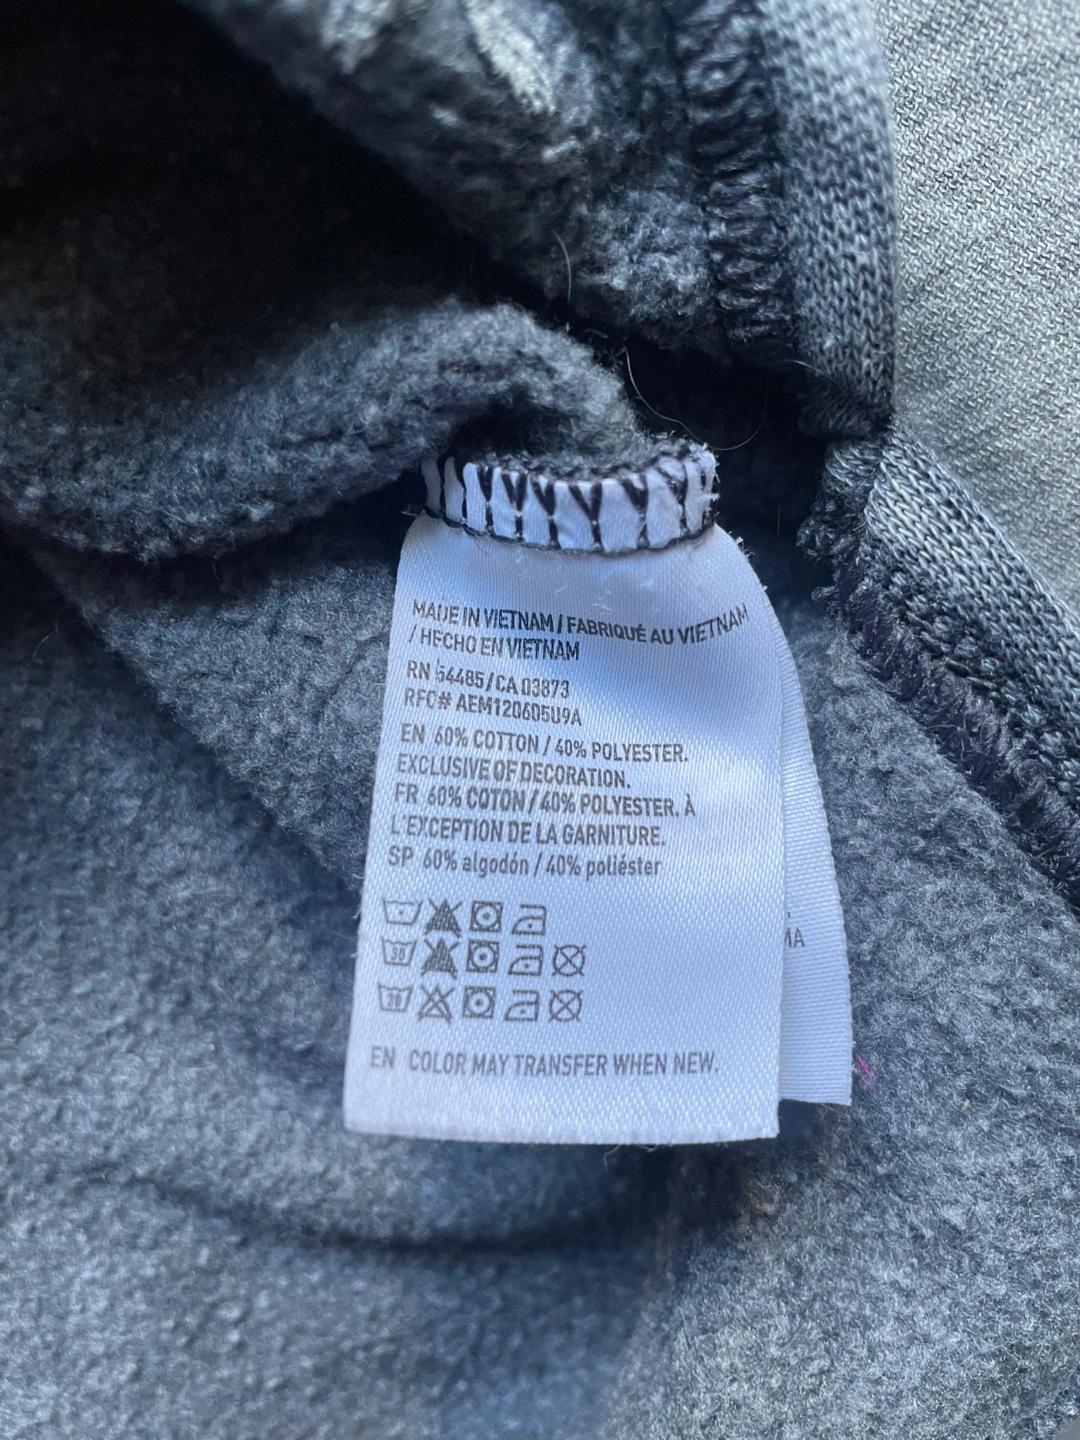 MADE IN VIETNAM / FABRIQUÉ AU VIETNAM
/ HECHO EN VIETNAM
RN 54485 / CA 03873
RFC# AEM120605U9A
EN 60% COTTON / 40% POLYESTER.
EXCLUSIVE OF DECORATION.
FR 60% COTON / 40% POLYESTER. À
L'EXCEPTION DE LA GARNITURE.
SP 60% algodón / 40% poliéster
30
30
EN COLOR MAY TRANSFER WHEN NEW.